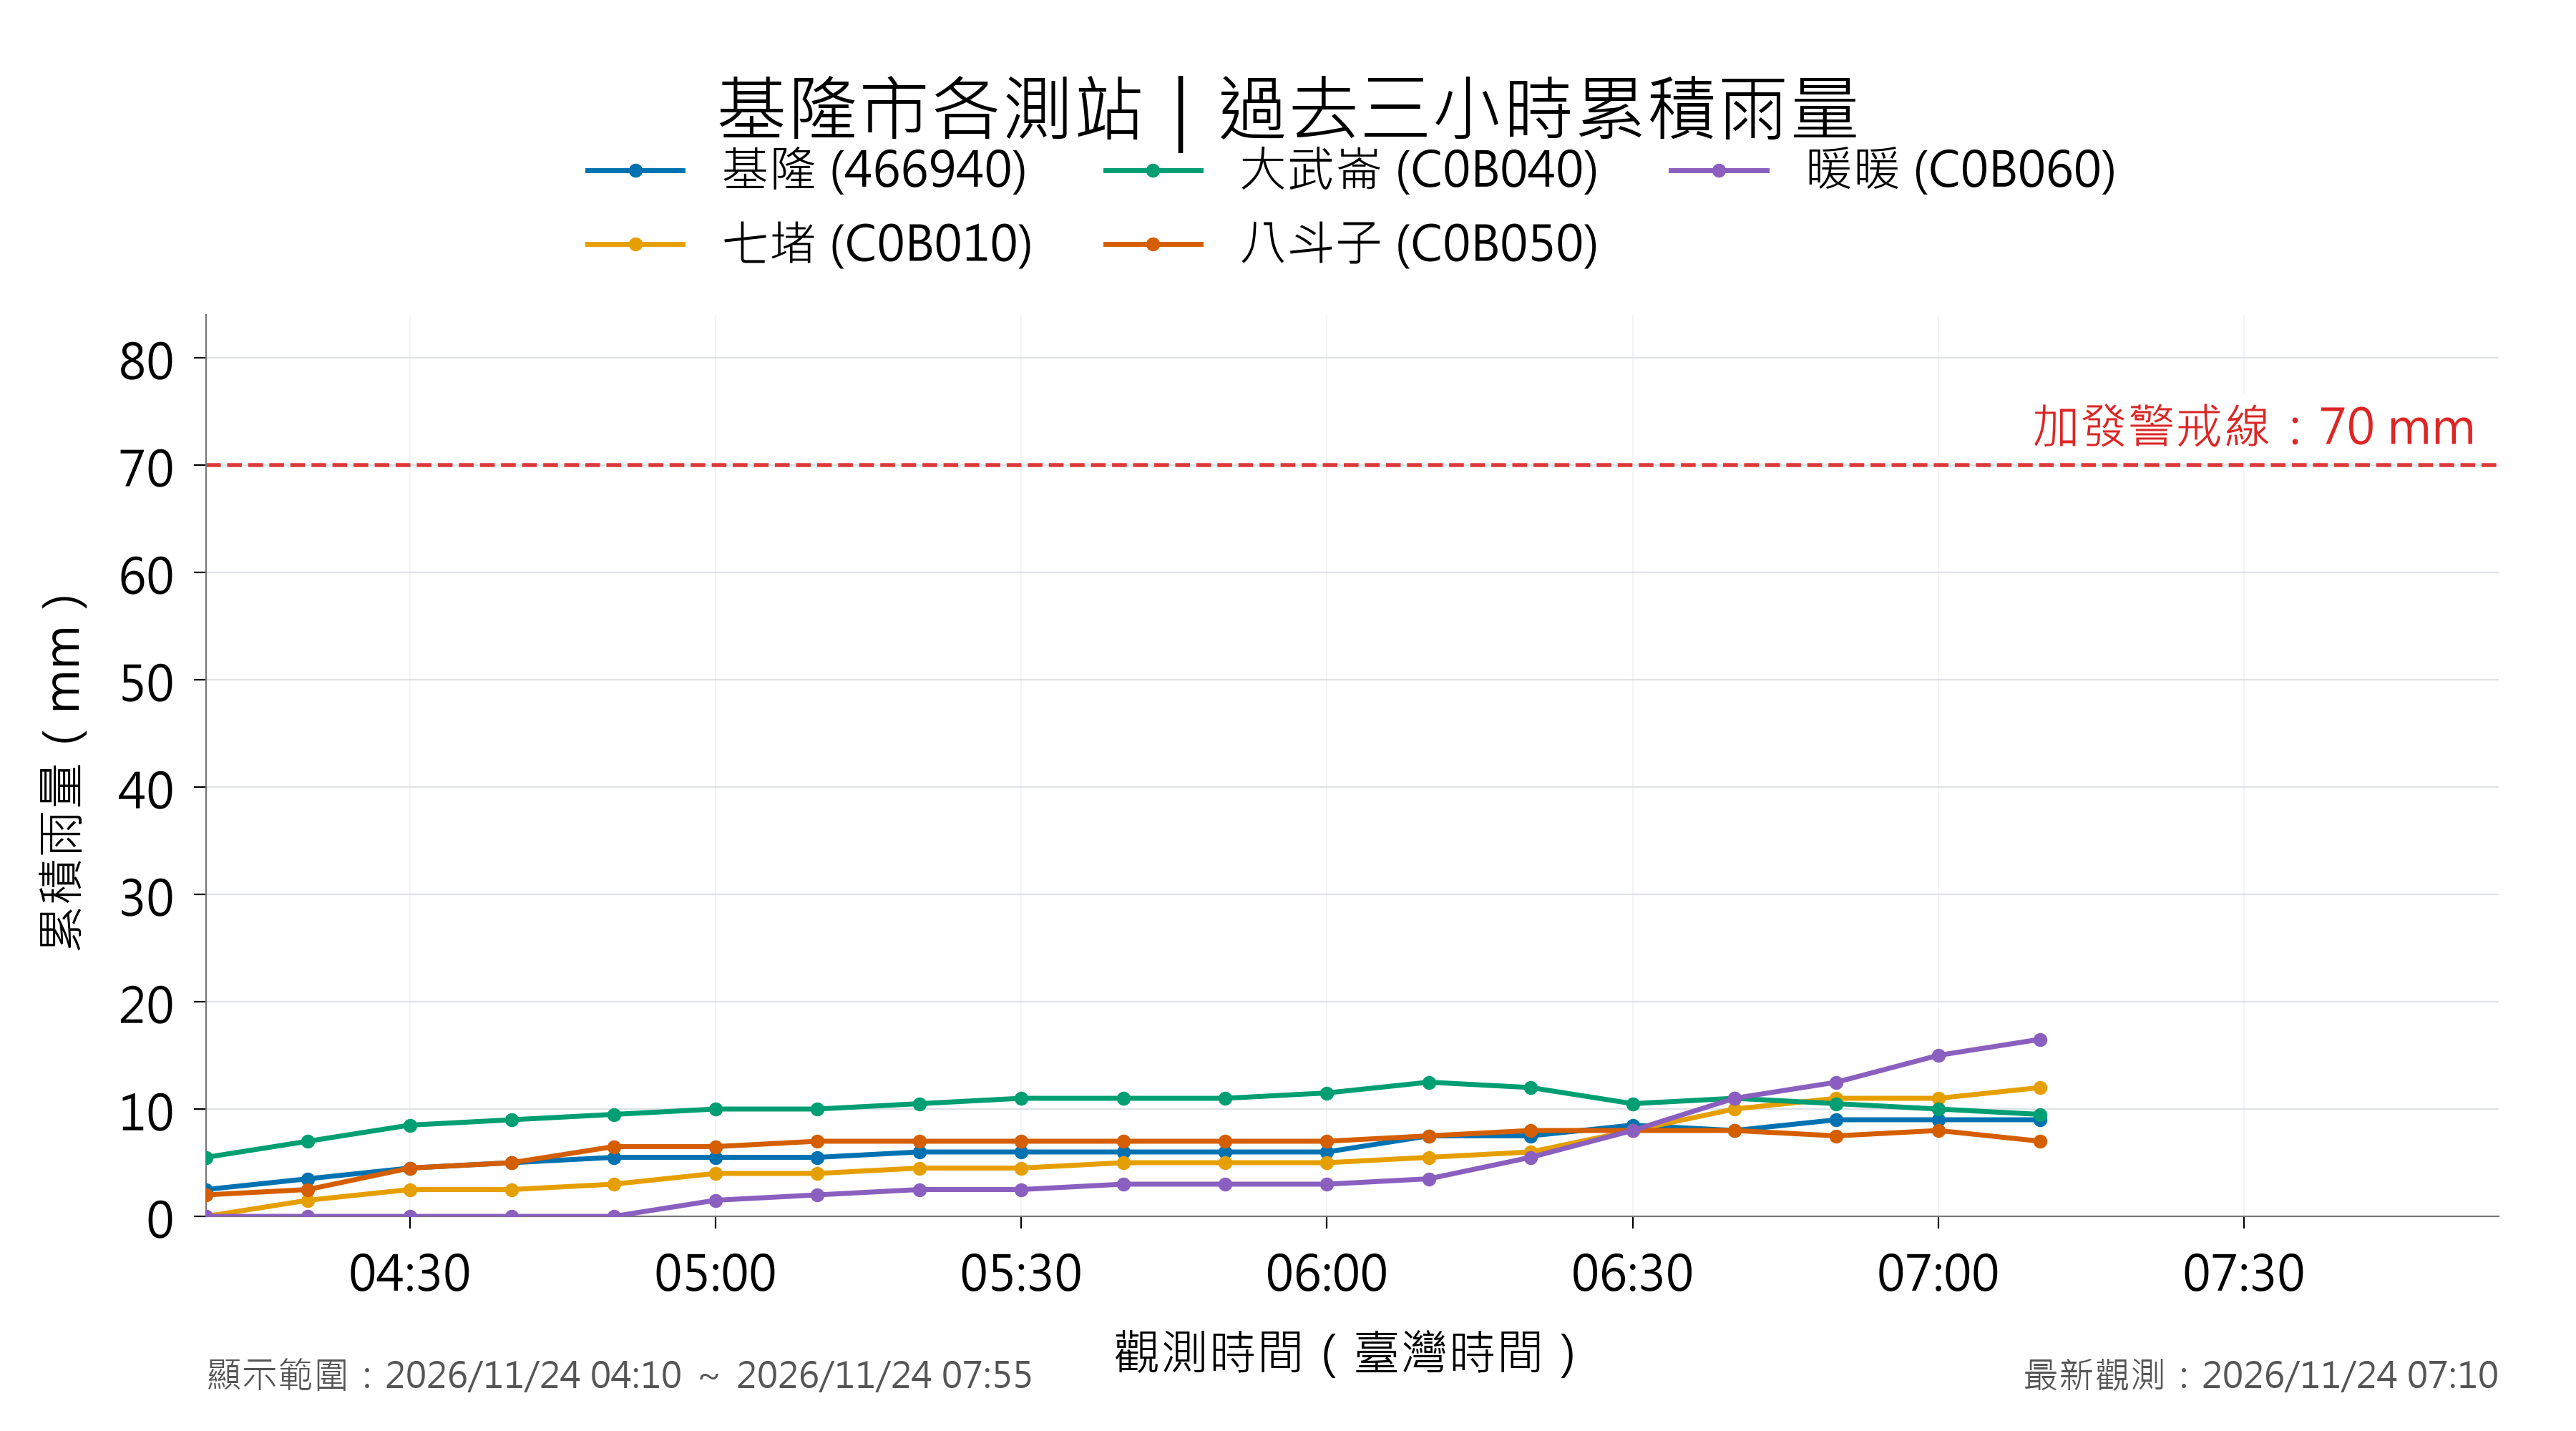 基隆市各測站 | 過去三小時累積雨量
基隆 (466940)
大武崙 (C0B040)
暖暖 (C0B060)
七堵 (C0B010)
八斗子 (C0B050)
80
70
60
50
40
30
20
10
0
累積雨量（mm）
加發警戒線：70 mm
04:30
05:00
05:30
06:00
06:30
07:00
07:30
觀測時間（臺灣時間）
顯示範圍：2026/11/24 04:10 ~ 2026/11/24 07:55
最新觀測：2026/11/24 07:10